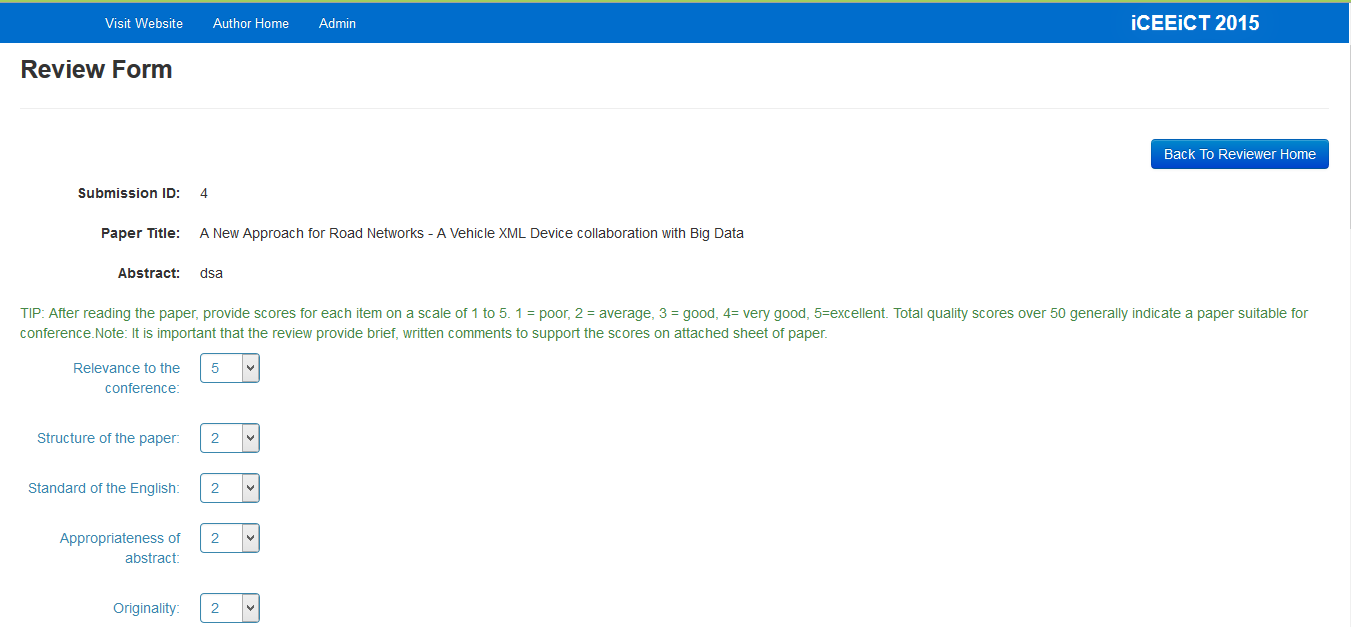 Visit Website Author Home Admin iCEEiCT 2015
Review Form
Back To Reviewer Home
Submission ID: 4
Paper Title: A New Approach for Road Networks - A Vehicle XML Device collaboration with Big Data
Abstract: dsa
TIP: After reading the paper, provide scores for each item on a scale of 1 to 5. 1 = poor, 2 = average, 3 = good, 4= very good, 5=excellent. Total quality scores over 50 generally indicate a paper suitable for
conference.Note: It is important that the review provide brief, written comments to support the scores on attached sheet of paper.
Relevance to the 5
conference:
Structure of the paper: 2
Standard of the English: 2
Appropriateness of 2
abstract:
Originality: 2